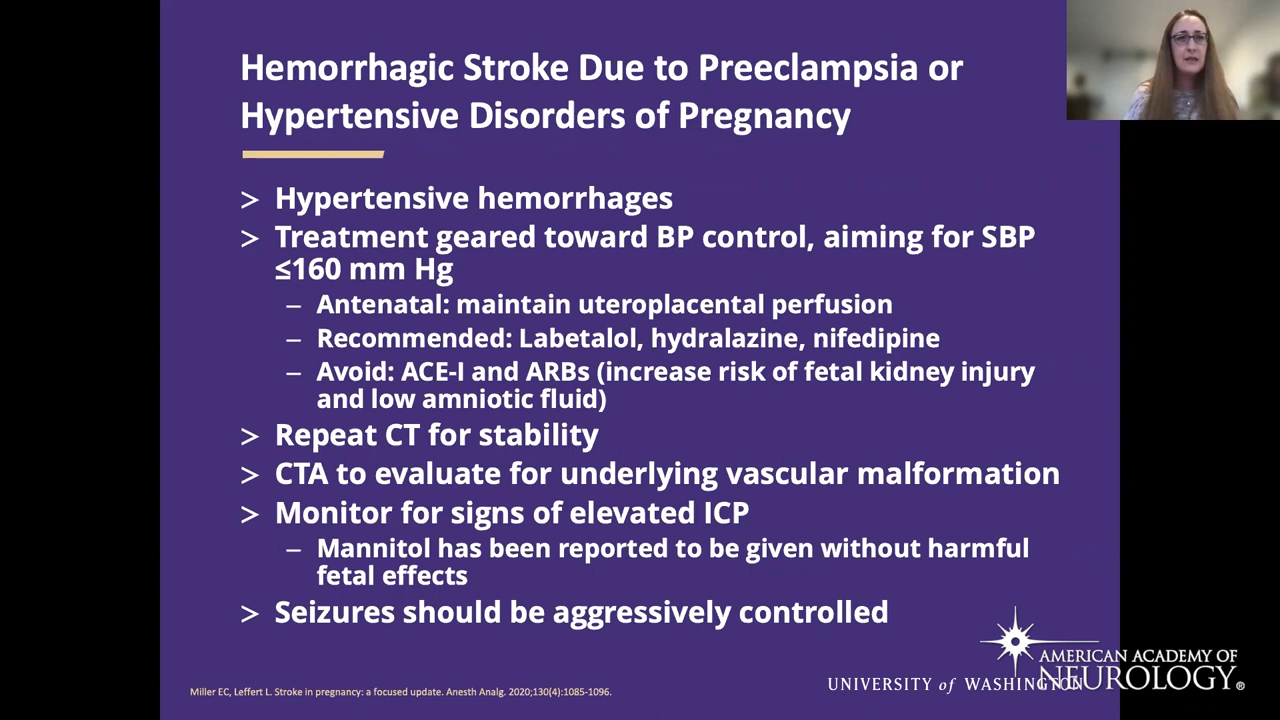 Hemorrhagic Stroke Due to Preeclampsia or
Hypertensive Disorders of Pregnancy
> Hypertensive hemorrhages
> Treatment geared toward BP control, aiming for SBP
≤160 mm Hg
– Antenatal: maintain uteroplacental perfusion
– Recommended: Labetalol, hydralazine, nifedipine
– Avoid: ACE-I and ARBs (increase risk of fetal kidney injury
and low amniotic fluid)
> Repeat CT for stability
> CTA to evaluate for underlying vascular malformation
> Monitor for signs of elevated ICP
– Mannitol has been reported to be given without harmful
fetal effects
> Seizures should be aggressively controlled
Miller EC, Leffert L. Stroke in pregnancy: a focused update. Anesth Analg. 2020;130(4):1085-1096.
UNIVERSITY of WASHINGTON
AMERICAN ACADEMY OF
NEUROLOGY®